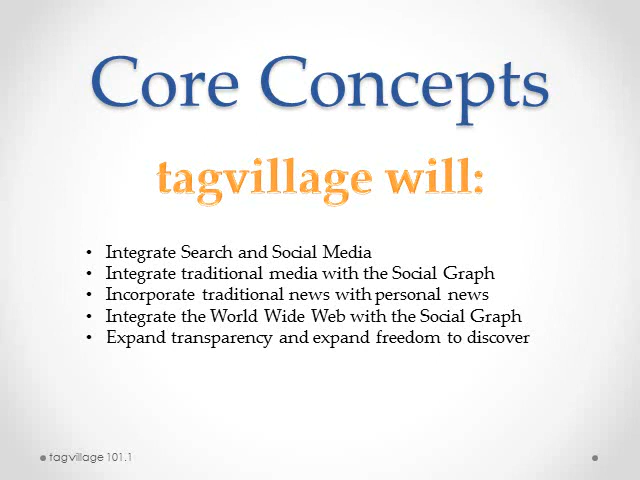 Core Concepts
tagvillage will:
• Integrate Search and Social Media
• Integrate traditional media with the Social Graph
• Incorporate traditional news with personal news
• Integrate the World Wide Web with the Social Graph
• Expand transparency and expand freedom to discover
tagvillage 101.1